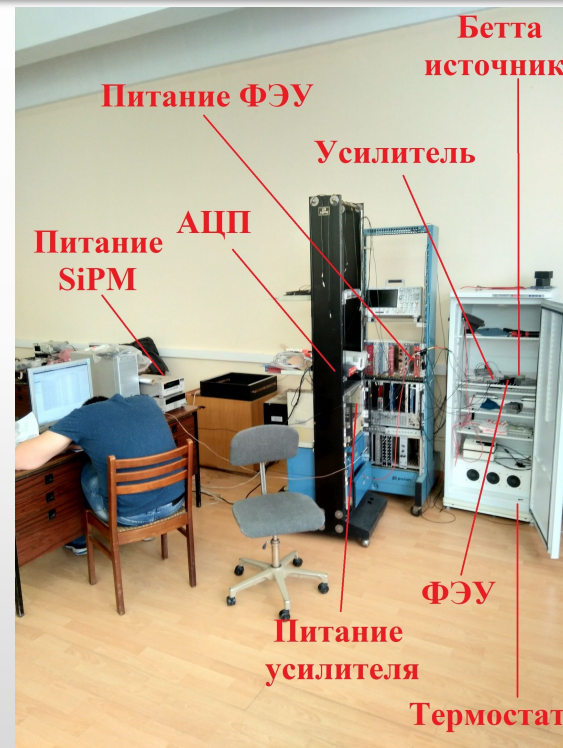 Бетта
источник
Питание ФЭУ
Усилитель
АЦП
Питание
SiPM
ФЭУ
Питание
усилителя
Термостат